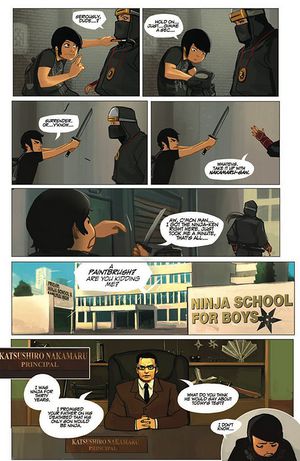 SERIOUSLY,
DUDE...
HOLD ON...
JUST... GIMME
A SEC...
SURRENDER,
OR... Y'KNOW...
WHATEVS.
TAKE IT UP WITH
NAKAMARU-SAN.
AW, C'MON MAN...
I GOT THE NINJA-KEN
RIGHT HERE. JUST
TOOK ME A MINUTE,
THAT'S ALL...
A
PAINTBRUSH?
ARE YOU KIDDING
ME?
NINJA SCHOOL
FOR BOYS
KATSUSHIRO NAKAMARU
PRINCIPAL
I WAS
NINJA FOR
THIRTY
YEARS.
I PROMISED
YOUR FATHER ON HIS
DEATHBED THAT HIS
ONLY SON WOULD
BE NINJA.
WHAT DO YOU THINK
HE WOULD SAY ABOUT
TODAY'S TEST?
KATSUSHIRO NAKAMARU
PRINCIPAL
I DON'T
KNOW...